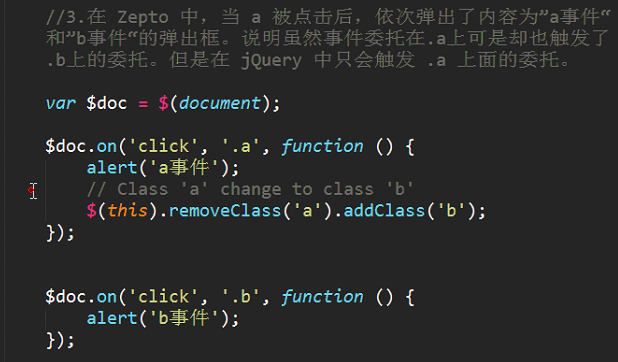 //3.在 Zepto 中，当 a 被点击后，依次弹出了内容为”a事件“
和”b事件“的弹出框。说明虽然事件委托在.a上可是却也触发了
.b上的委托。但是在 jQuery 中只会触发 .a 上面的委托。
var $doc = $(document);
$doc.on('click', '.a', function () {
    alert('a事件');
    // Class 'a' change to class 'b'
    $(this).removeClass('a').addClass('b');
});
$doc.on('click', '.b', function () {
    alert('b事件');
});